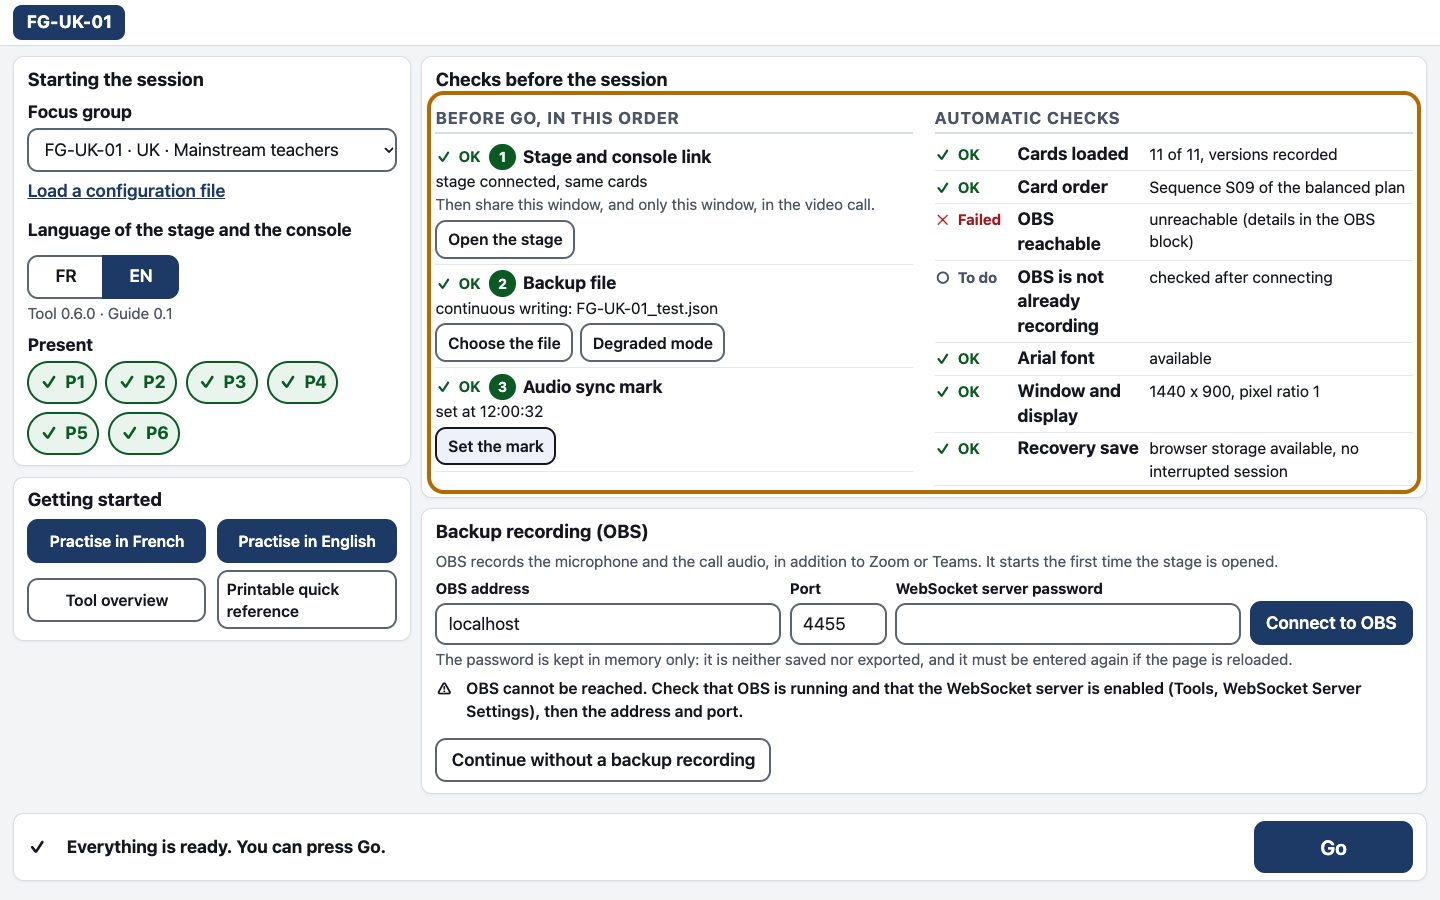 FG-UK-01
Starting the session
Focus group
FG-UK-01 · UK · Mainstream teachers
Load a configuration file
Language of the stage and the console
FR
EN
Tool 0.6.0 · Guide 0.1
Present
P1
P2
P3
P4
P5
P6
Getting started
Practise in French
Practise in English
Tool overview
Printable quick
reference
Checks before the session
BEFORE GO, IN THIS ORDER
OK 1 Stage and console link
stage connected, same cards
Then share this window, and only this window, in the video call.
Open the stage
OK 2 Backup file
continuous writing: FG-UK-01_test.json
Choose the file
Degraded mode
OK 3 Audio sync mark
set at 12:00:32
Set the mark
AUTOMATIC CHECKS
OK Cards loaded 11 of 11, versions recorded
OK Card order Sequence S09 of the balanced plan
Failed OBS unreachable (details in the OBS
reachable block)
To do OBS is not checked after connecting
already
recording
OK Arial font available
OK Window and 1440 x 900, pixel ratio 1
display
OK Recovery save browser storage available, no
interrupted session
Backup recording (OBS)
OBS records the microphone and the call audio, in addition to Zoom or Teams. It starts the first time the stage is opened.
OBS address
Port
WebSocket server password
localhost
4455
Connect to OBS
The password is kept in memory only: it is neither saved nor exported, and it must be entered again if the page is reloaded.
OBS cannot be reached. Check that OBS is running and that the WebSocket server is enabled (Tools, WebSocket Server
Settings), then the address and port.
Continue without a backup recording
Everything is ready. You can press Go.
Go